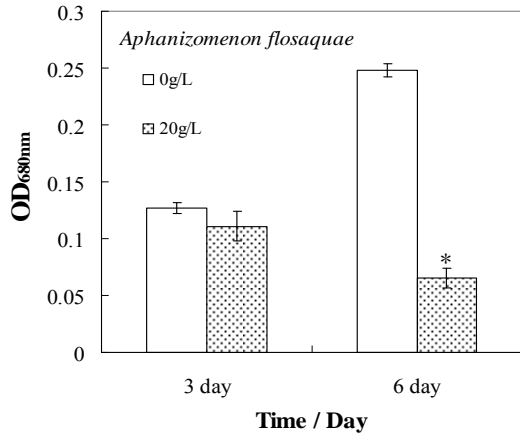 0.3
Aphanizomenon flosaquae
0g/L
0.25
20g/L
0.2
OD680nm
0.15
0.1
*
0.05
0
3 day
6 day
Time / Day